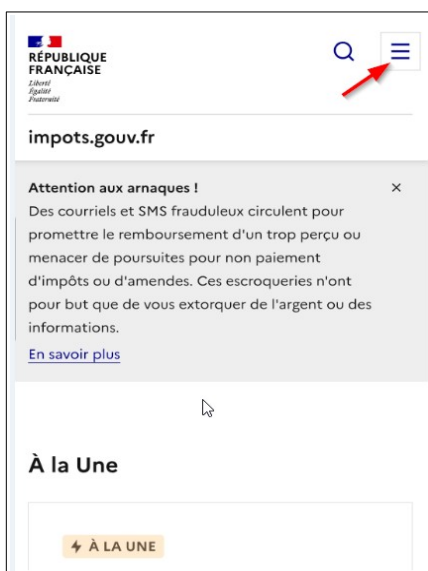 RÉPUBLIQUE
FRANÇAISE
Liberté
Égalité
Fraternité
impots.gouv.fr
Attention aux arnaques !
Des courriels et SMS frauduleux circulent pour
promettre le remboursement d'un trop perçu ou
menacer de poursuites pour non paiement
d'impôts ou d'amendes. Ces escroqueries n'ont
pour but que de vous extorquer de l'argent ou des
informations.
En savoir plus
À la Une
À LA UNE